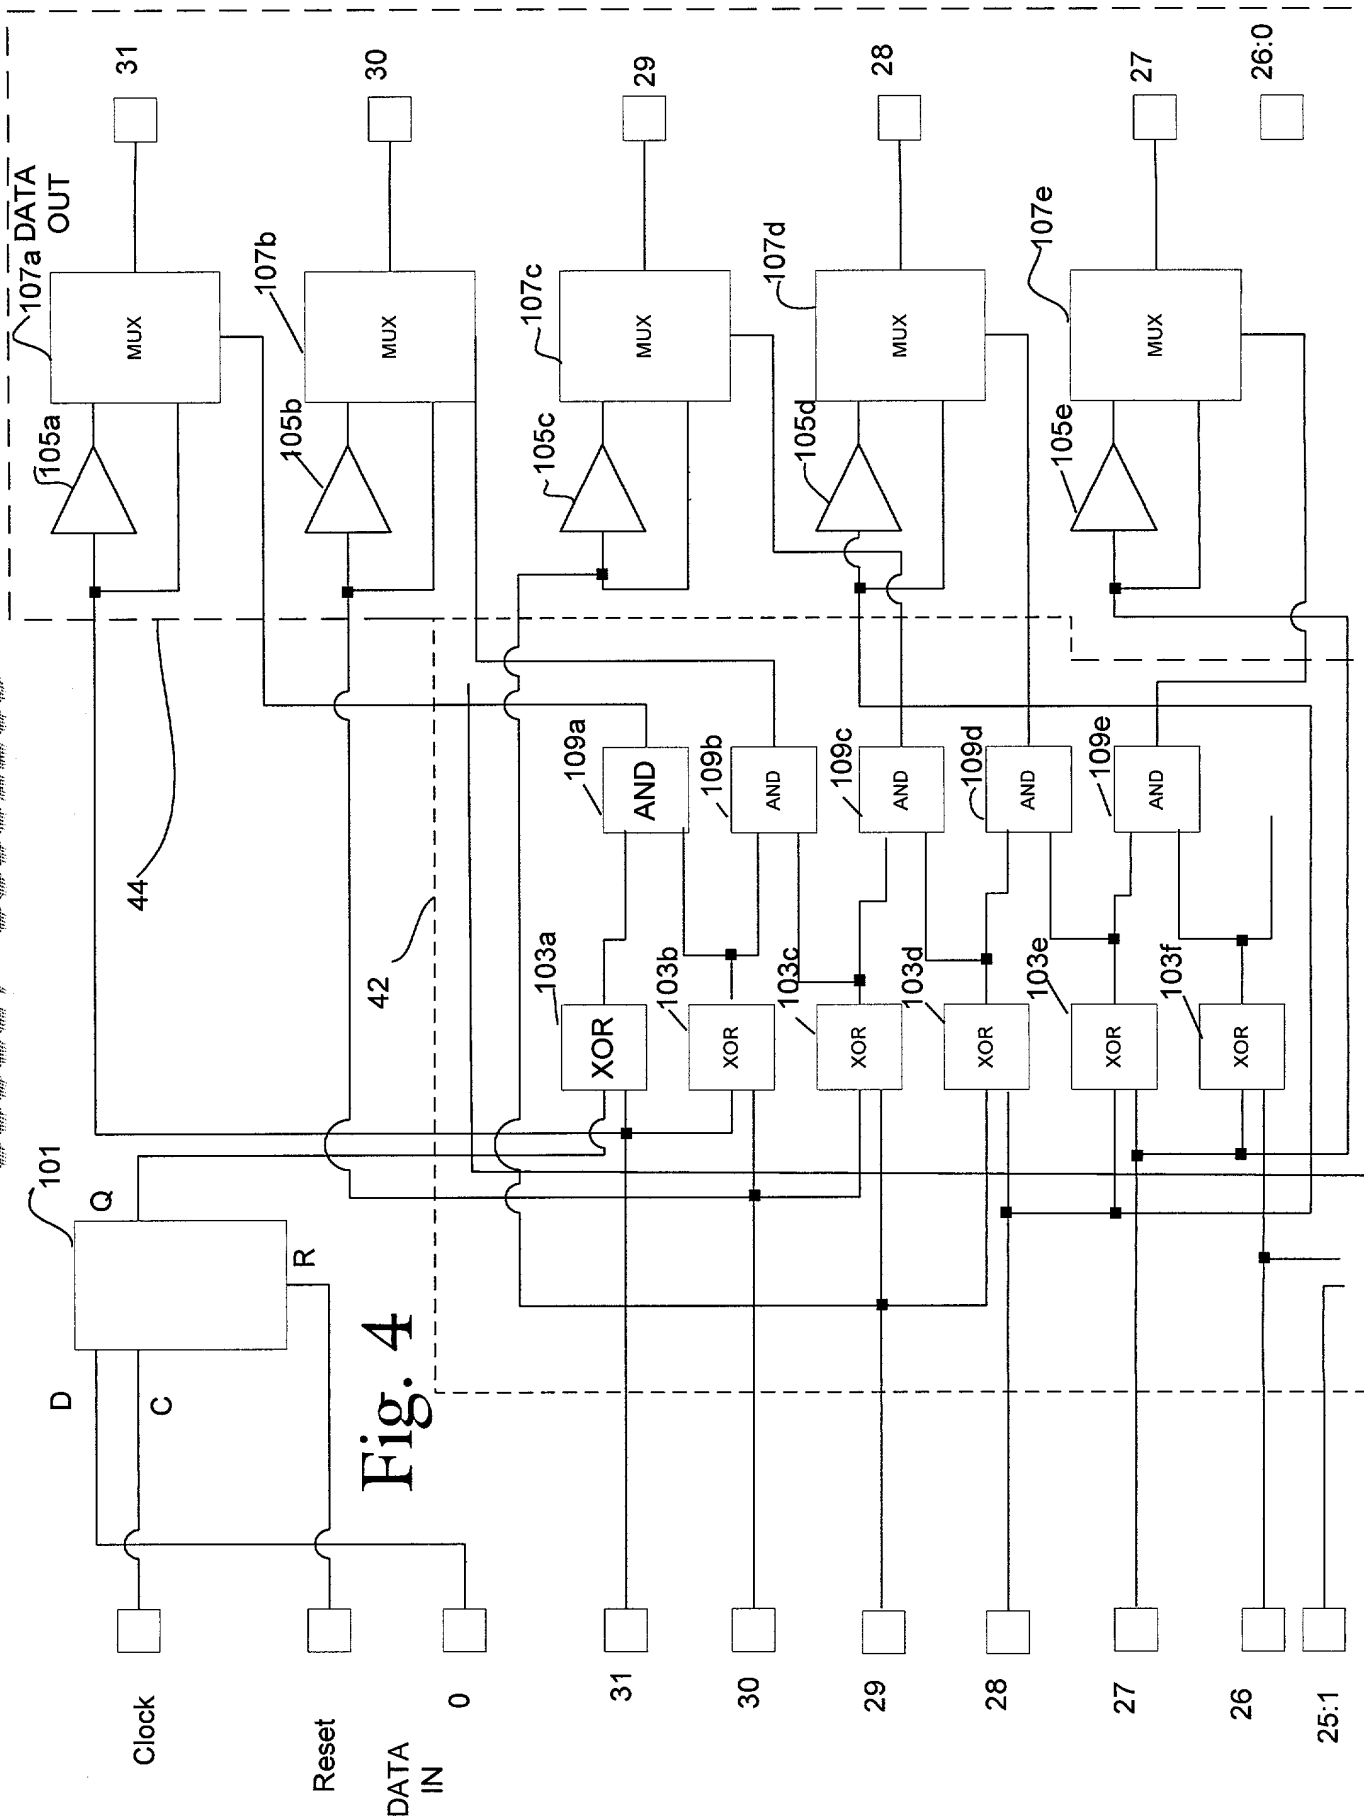 Fig. 4
DATA
IN
Clock
Reset
0
31
30
29
28
27
26
25:1
D
C
Q
R
101
42
44
103a
XOR
103b
XOR
103c
XOR
103d
XOR
103e
XOR
103f
XOR
109a
AND
109b
AND
109c
AND
109d
AND
109e
AND
105a
105b
105c
105d
105e
107a
MUX
107b
MUX
107c
MUX
107d
MUX
107e
MUX
DATA
OUT
31
30
29
28
27
26:0